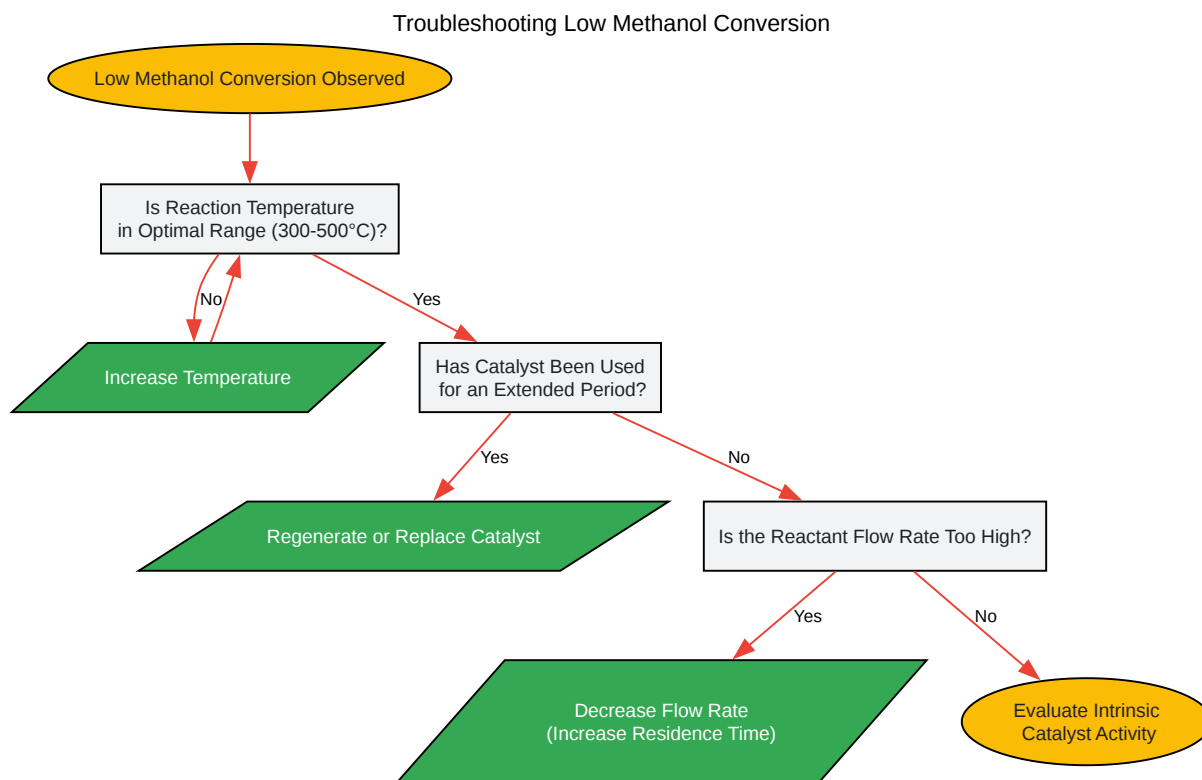 Troubleshooting Low Methanol Conversion
Low Methanol Conversion Observed
Is Reaction Temperature
in Optimal Range (300-500°C)?
No
Yes
Increase Temperature
Has Catalyst Been Used
for an Extended Period?
Yes
No
Regenerate or Replace Catalyst
Is the Reactant Flow Rate Too High?
Yes
No
Decrease Flow Rate
(Increase Residence Time)
Evaluate Intrinsic
Catalyst Activity